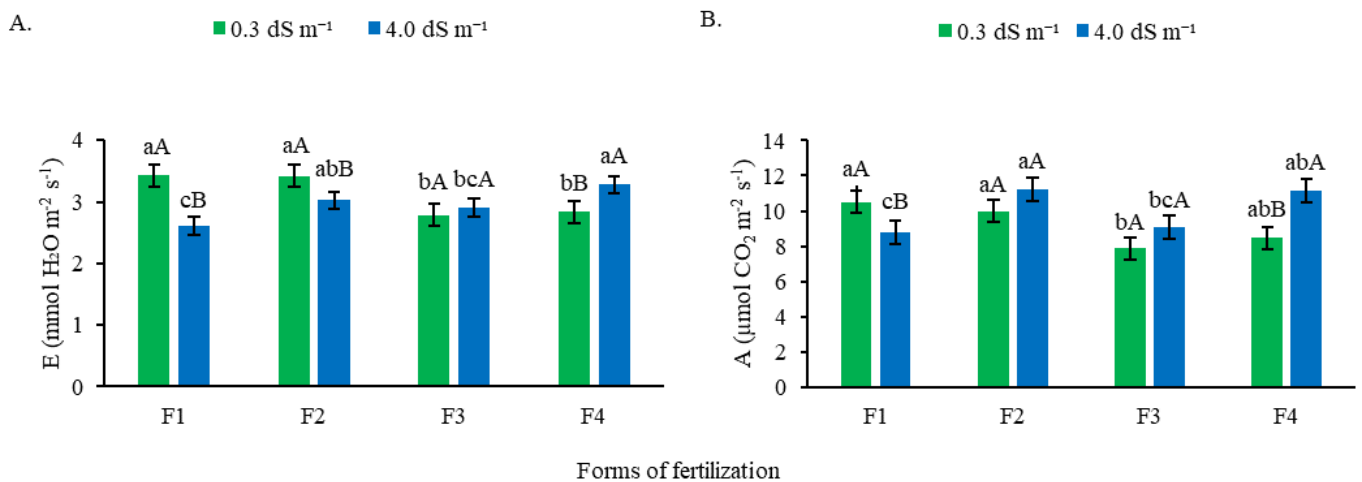 A.
0.3 dS m⁻¹ 4.0 dS m⁻¹
E (mmol H₂O m⁻² s⁻¹)
4
3
2
1
0
aA cB aA abB bA bcA bB aA
F1 F2 F3 F4
B.
0.3 dS m⁻¹ 4.0 dS m⁻¹
A (µmol CO₂ m⁻² s⁻¹)
14
12
10
8
6
4
2
0
aA cB aA aA bA bcA abB abA
F1 F2 F3 F4
Forms of fertilization